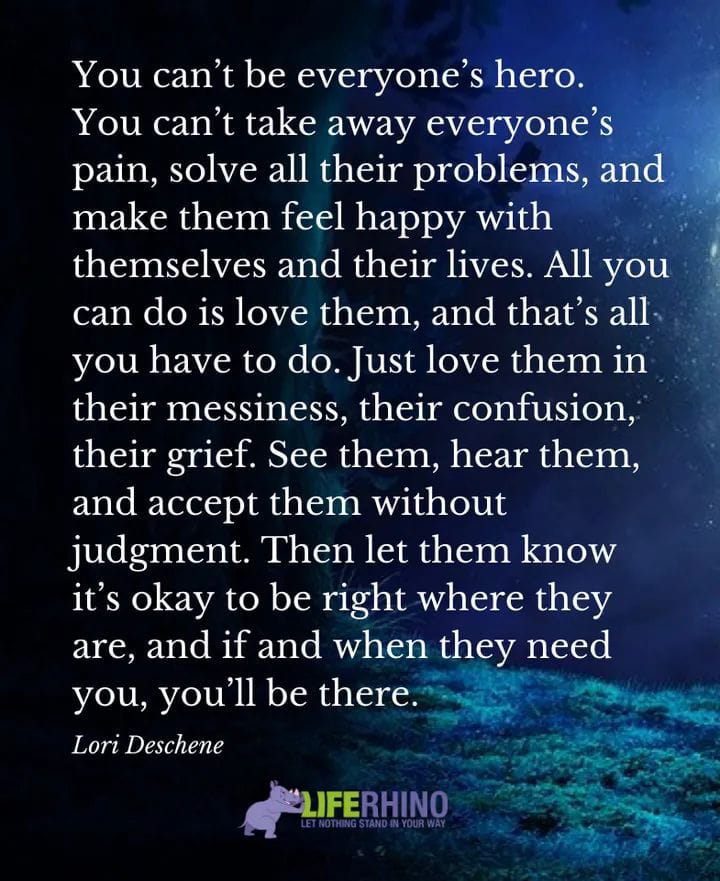 You can’t be everyone’s hero.
You can’t take away everyone’s
pain, solve all their problems, and
make them feel happy with
themselves and their lives. All you
can do is love them, and that’s all
you have to do. Just love them in
their messiness, their confusion,
their grief. See them, hear them,
and accept them without
judgment. Then let them know
it’s okay to be right where they
are, and if and when they need
you, you’ll be there.
Lori Deschene
LIFERHINO
LET NOTHING STAND IN YOUR WAY